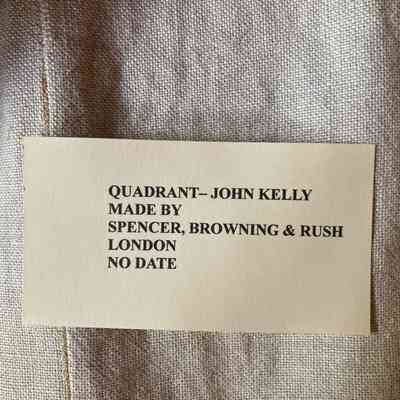 QUADRANT– JOHN KELLY
MADE BY
SPENCER, BROWNING & RUSH
LONDON
NO DATE